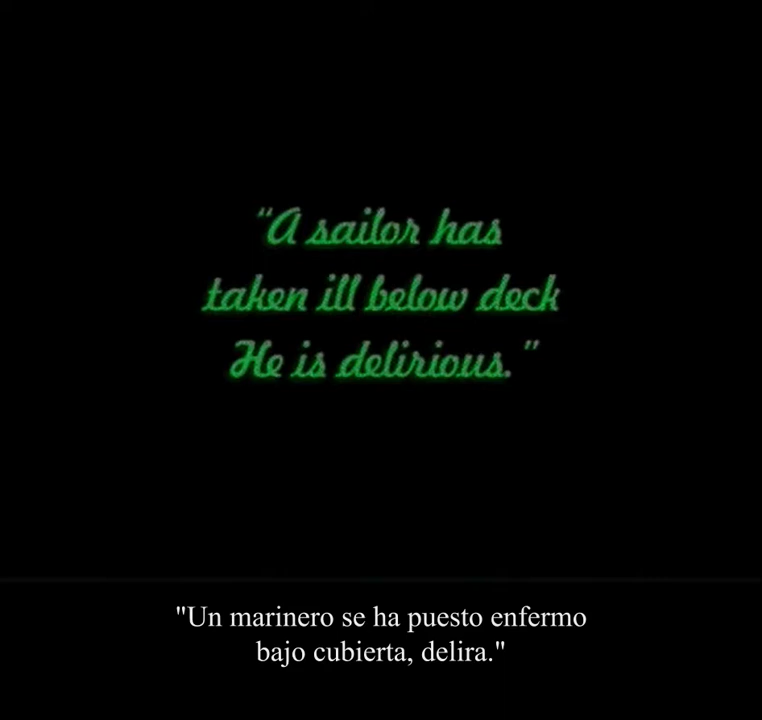 “A sailor has
taken ill below deck
He is delirious.”
"Un marinero se ha puesto enfermo
bajo cubierta, delira."